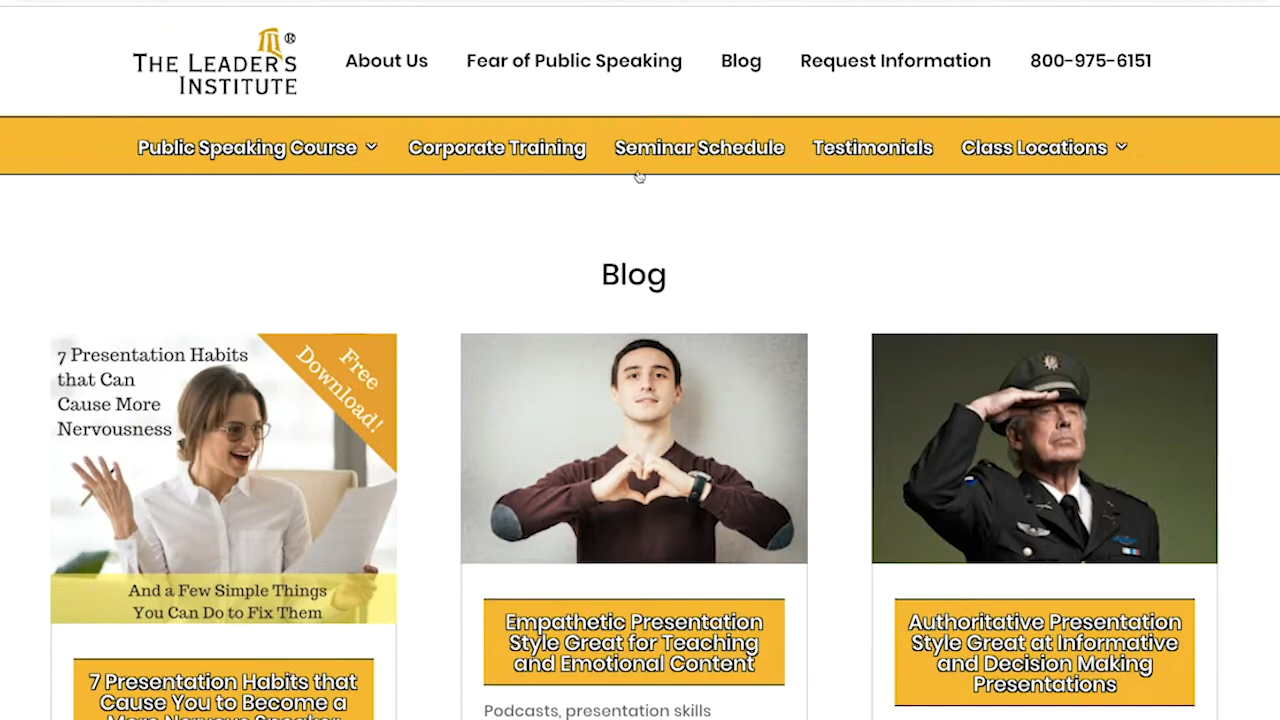 THE LEADER'S
INSTITUTE
®
About Us
Fear of Public Speaking
Blog
Request Information
800-975-6151
Public Speaking Course
Corporate Training
Seminar Schedule
Testimonials
Class Locations
Blog
7 Presentation Habits
that Can
Cause More
Nervousness
Free
Download!
And a Few Simple Things
You Can Do to Fix Them
7 Presentation Habits that
Cause You to Become a
More Nervous Speaker
Empathetic Presentation
Style Great for Teaching
and Emotional Content
Podcasts, presentation skills
Authoritative Presentation
Style Great at Informative
and Decision Making
Presentations